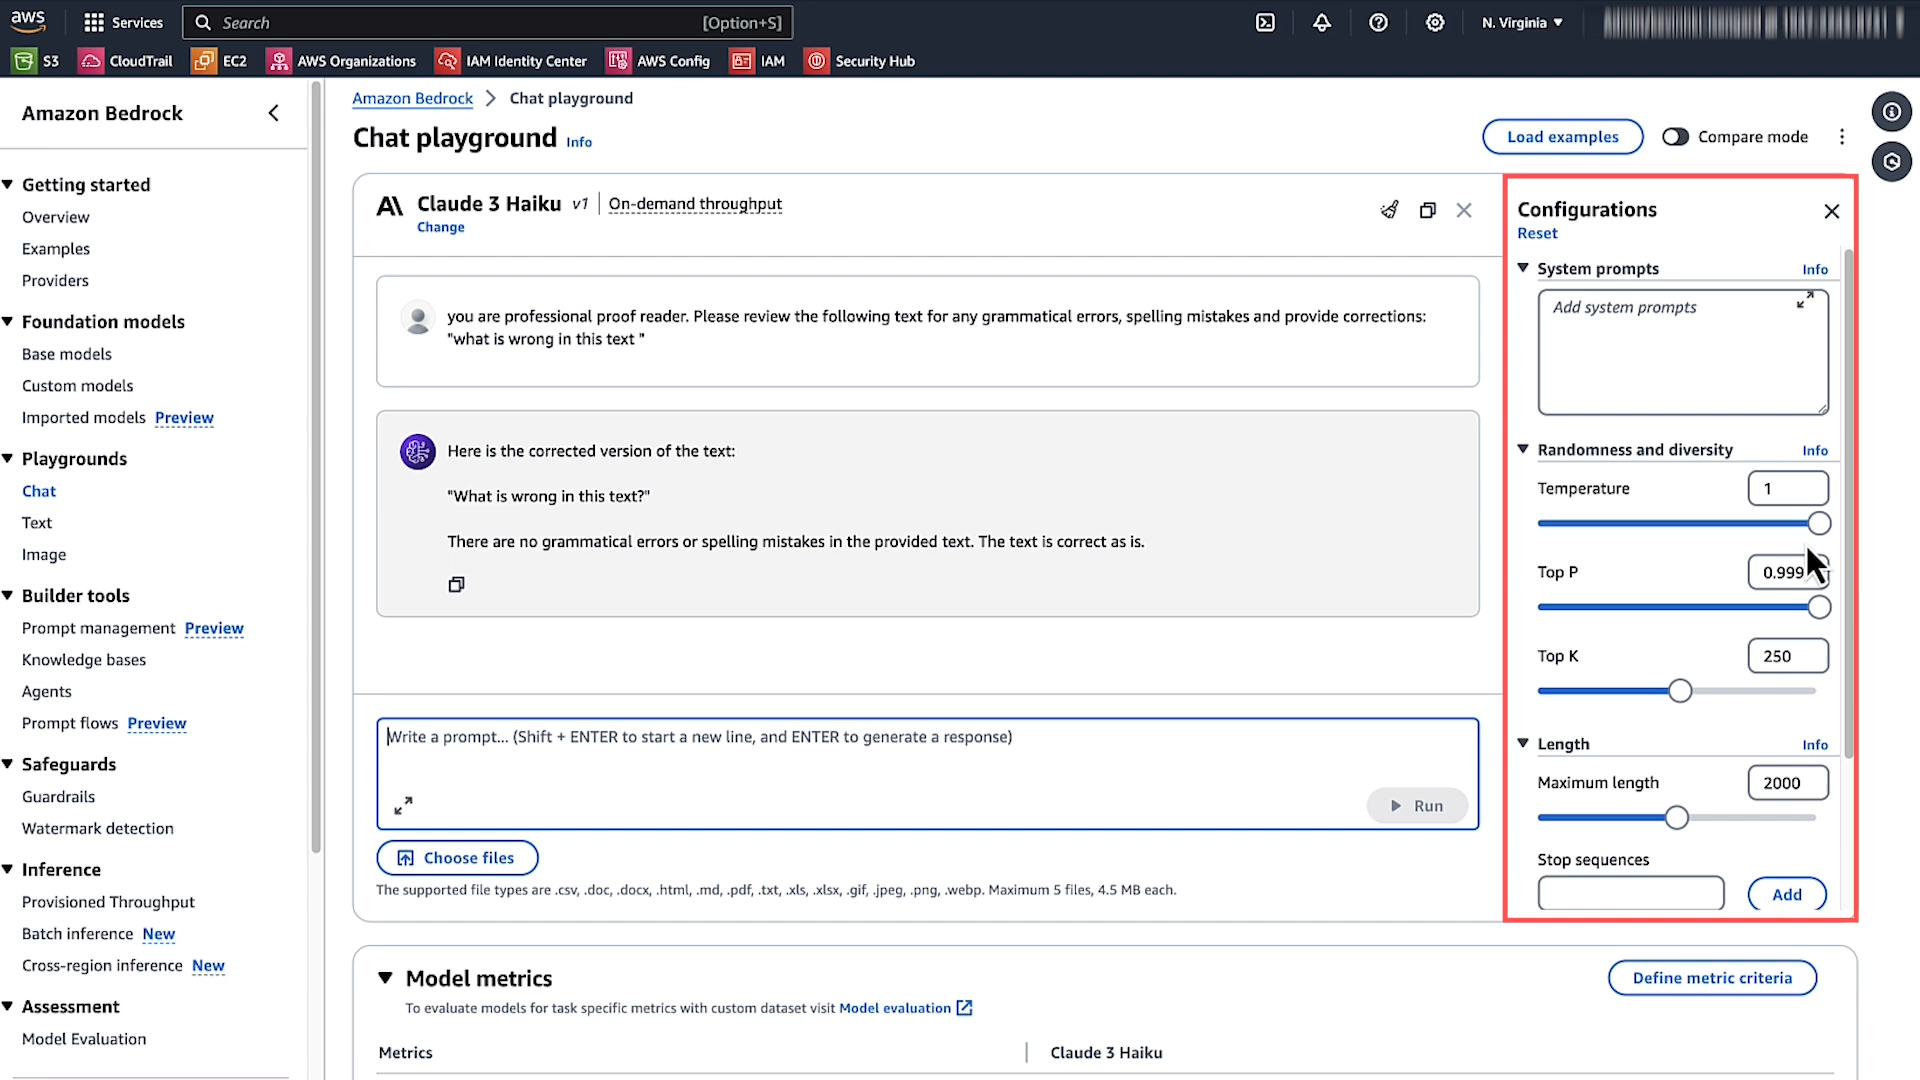 aws
Services
Search
[Option+S]
N. Virginia
S3
CloudTrail
EC2
AWS Organizations
IAM Identity Center
AWS Config
IAM
Security Hub
Amazon Bedrock
Getting started
Overview
Examples
Providers
Foundation models
Base models
Custom models
Imported models Preview
Playgrounds
Chat
Text
Image
Builder tools
Prompt management Preview
Knowledge bases
Agents
Prompt flows Preview
Safeguards
Guardrails
Watermark detection
Inference
Provisioned Throughput
Batch inference New
Cross-region inference New
Assessment
Model Evaluation
Amazon Bedrock > Chat playground
Chat playground Info
Load examples
Compare mode
Claude 3 Haiku v1 | On-demand throughput
Change
you are professional proof reader. Please review the following text for any grammatical errors, spelling mistakes and provide corrections:
"what is wrong in this text "
Here is the corrected version of the text:
"What is wrong in this text?"
There are no grammatical errors or spelling mistakes in the provided text. The text is correct as is.
Write a prompt... (Shift + ENTER to start a new line, and ENTER to generate a response)
Run
Choose files
The supported file types are .csv, .doc, .docx, .html, .md, .pdf, .txt, .xls, .xlsx, .gif, .jpeg, .png, .webp. Maximum 5 files, 4.5 MB each.
Configurations
Reset
System prompts Info
Add system prompts
Randomness and diversity Info
Temperature 1
Top P 0.999
Top K 250
Length Info
Maximum length 2000
Stop sequences
Add
Model metrics
Define metric criteria
To evaluate models for task specific metrics with custom dataset visit Model evaluation
Metrics
Claude 3 Haiku